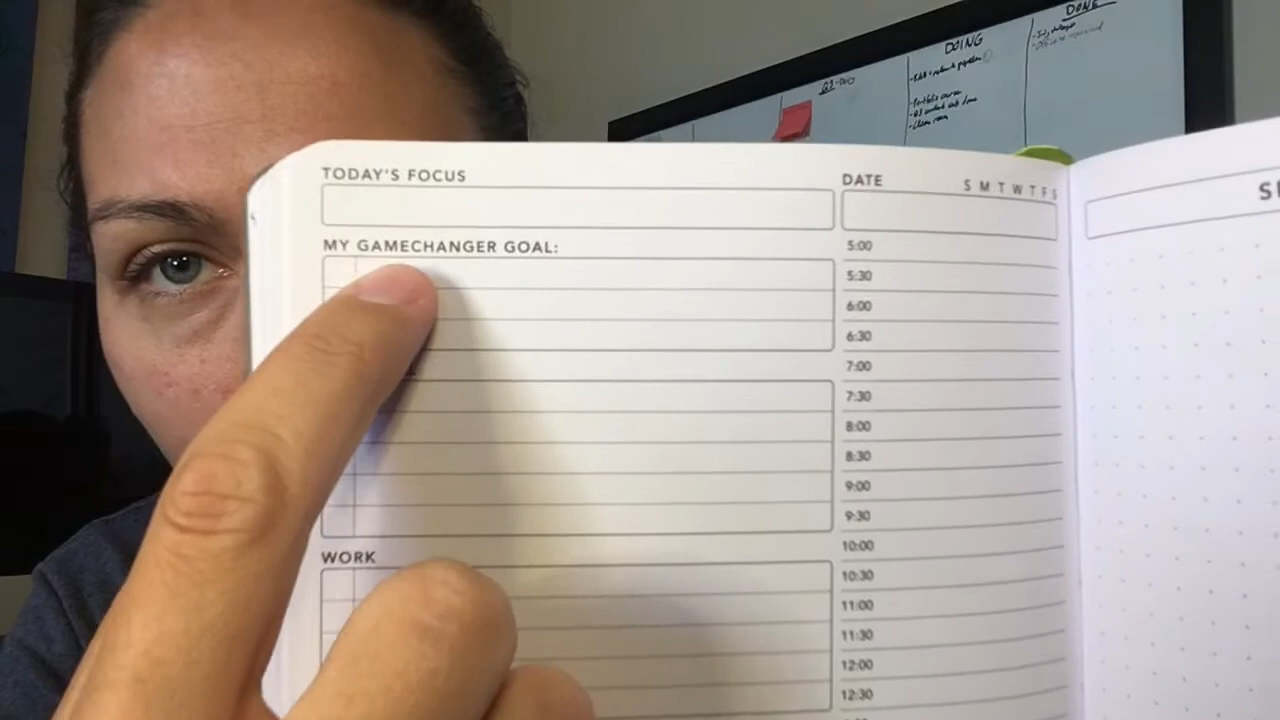 DONE
DOING
TODAY'S FOCUS
DATE
S M T W T F S
MY GAMECHANGER GOAL:
5:00
5:30
6:00
6:30
7:00
7:30
8:00
8:30
9:00
9:30
WORK
10:00
10:30
11:00
11:30
12:00
12:30